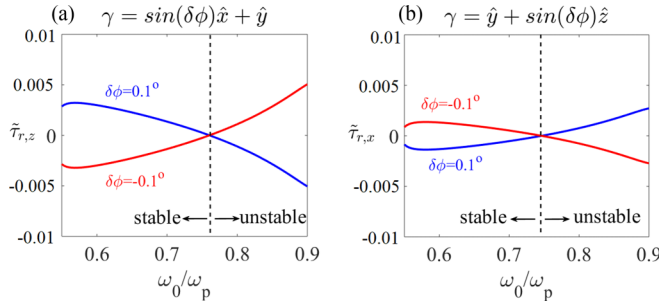 (a) γ = sin(δϕ)x̂ + ŷ
0.01
0.005
0
-0.005
-0.01
τ̃r,z
δϕ=0.1°
δϕ=-0.1°
stable
unstable
0.6 0.7 0.8 0.9
ω0/ωp
(b) γ = ŷ + sin(δϕ)ẑ
0.01
0.005
0
-0.005
-0.01
τ̃r,x
δϕ=-0.1°
δϕ=0.1°
stable
unstable
0.6 0.7 0.8 0.9
ω0/ωp